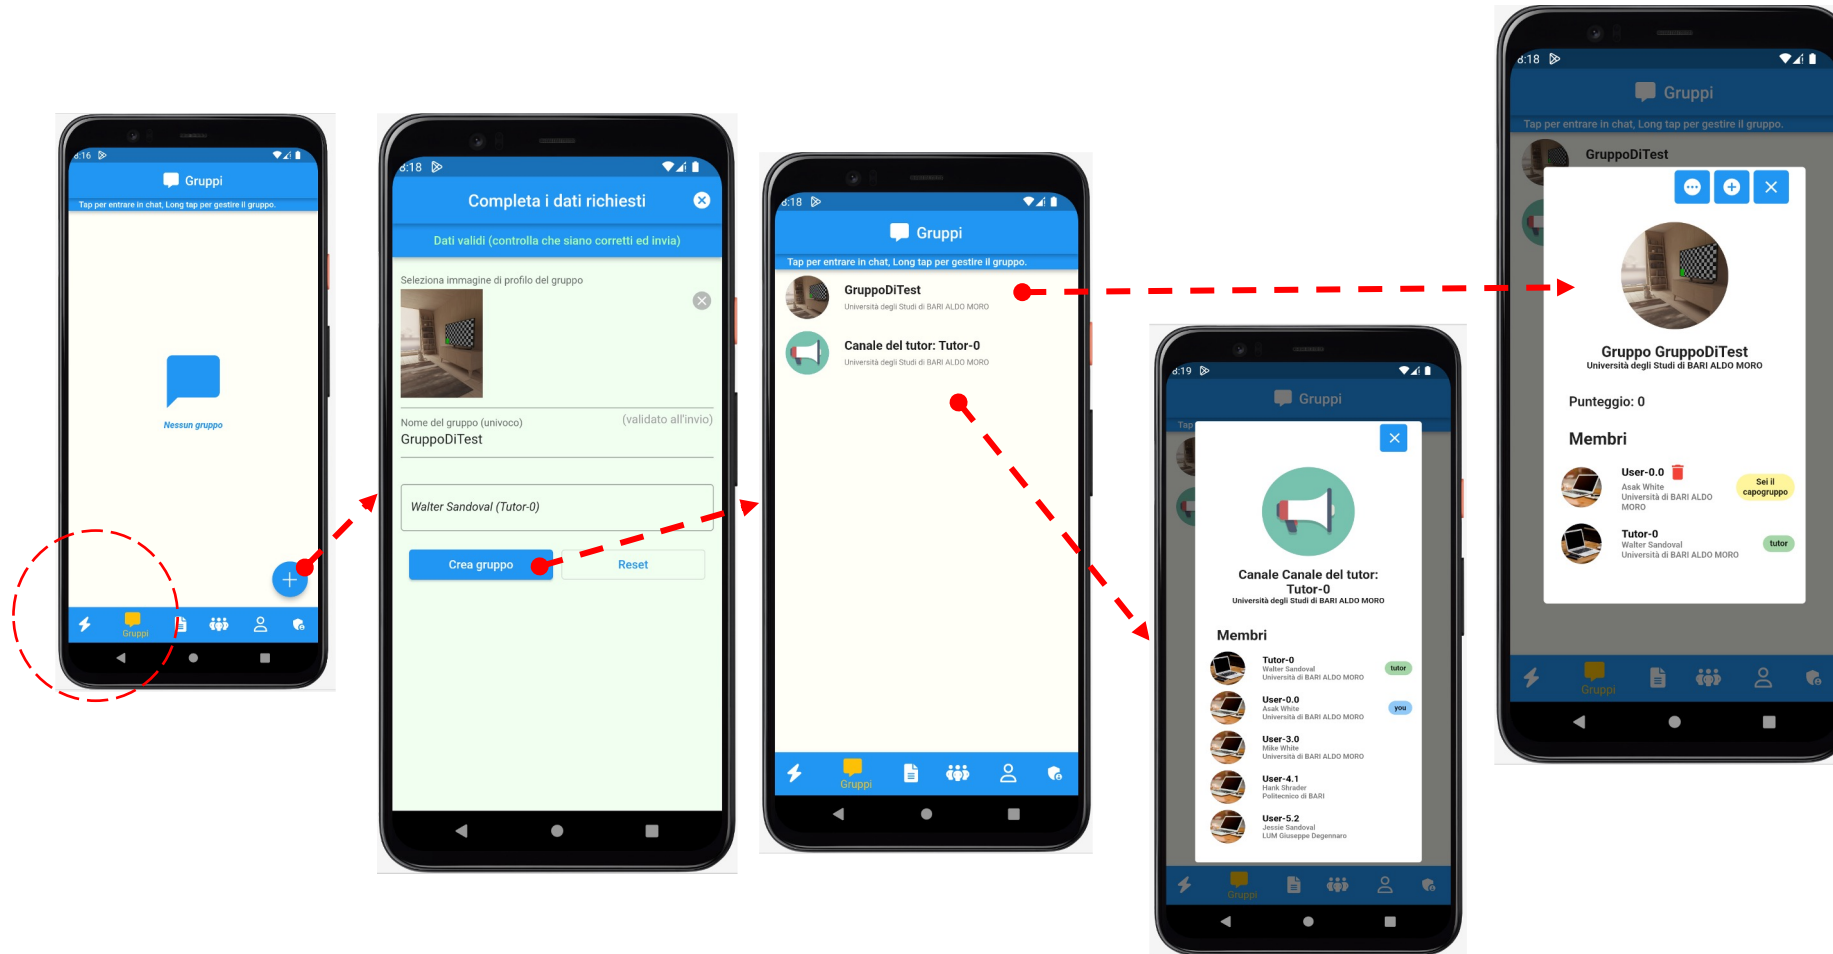 8:16
Gruppi
Tap per entrare in chat, Long tap per gestire il gruppo.
Nessun gruppo
Gruppi
8:18
Completa i dati richiesti
Dati validi (controlla che siano corretti ed invia)
Seleziona immagine di profilo del gruppo
Nome del gruppo (univoco)
(validato all'invio)
GruppoDiTest
Walter Sandoval (Tutor-0)
Crea gruppo
Reset
8:18
Gruppi
Tap per entrare in chat, Long tap per gestire il gruppo.
GruppoDiTest
Università degli Studi di BARI ALDO MORO
Canale del tutor: Tutor-0
Università degli Studi di BARI ALDO MORO
Gruppi
8:19
Gruppi
Tap
Canale Canale del tutor:
Tutor-0
Università degli Studi di BARI ALDO MORO
Membri
Tutor-0
Walter Sandoval
Università di BARI ALDO MORO
tutor
User-0.0
Asak White
Università di BARI ALDO MORO
you
User-3.0
Mike White
Università di BARI ALDO MORO
User-4.1
Hank Shrader
Politecnico di BARI
User-5.2
Jessie Sandoval
LUM Giuseppe Degennaro
Gruppi
8:18
Gruppi
Tap per entrare in chat, Long tap per gestire il gruppo.
GruppoDiTest
Gruppo GruppoDiTest
Università degli Studi di BARI ALDO MORO
Punteggio: 0
Membri
User-0.0
Asak White
Università di BARI ALDO
MORO
Sei il
capogruppo
Tutor-0
Walter Sandoval
Università di BARI ALDO MORO
tutor
Gruppi